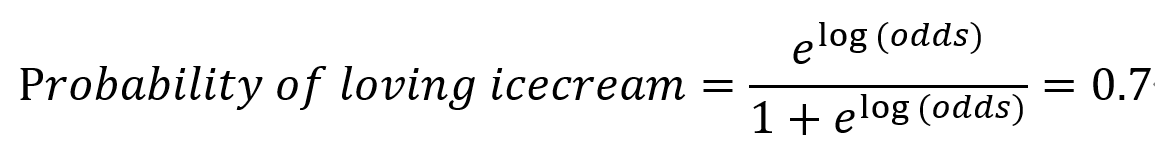 Probability of loving icecream = e^log (odds) / 1 + e^log (odds) = 0.7